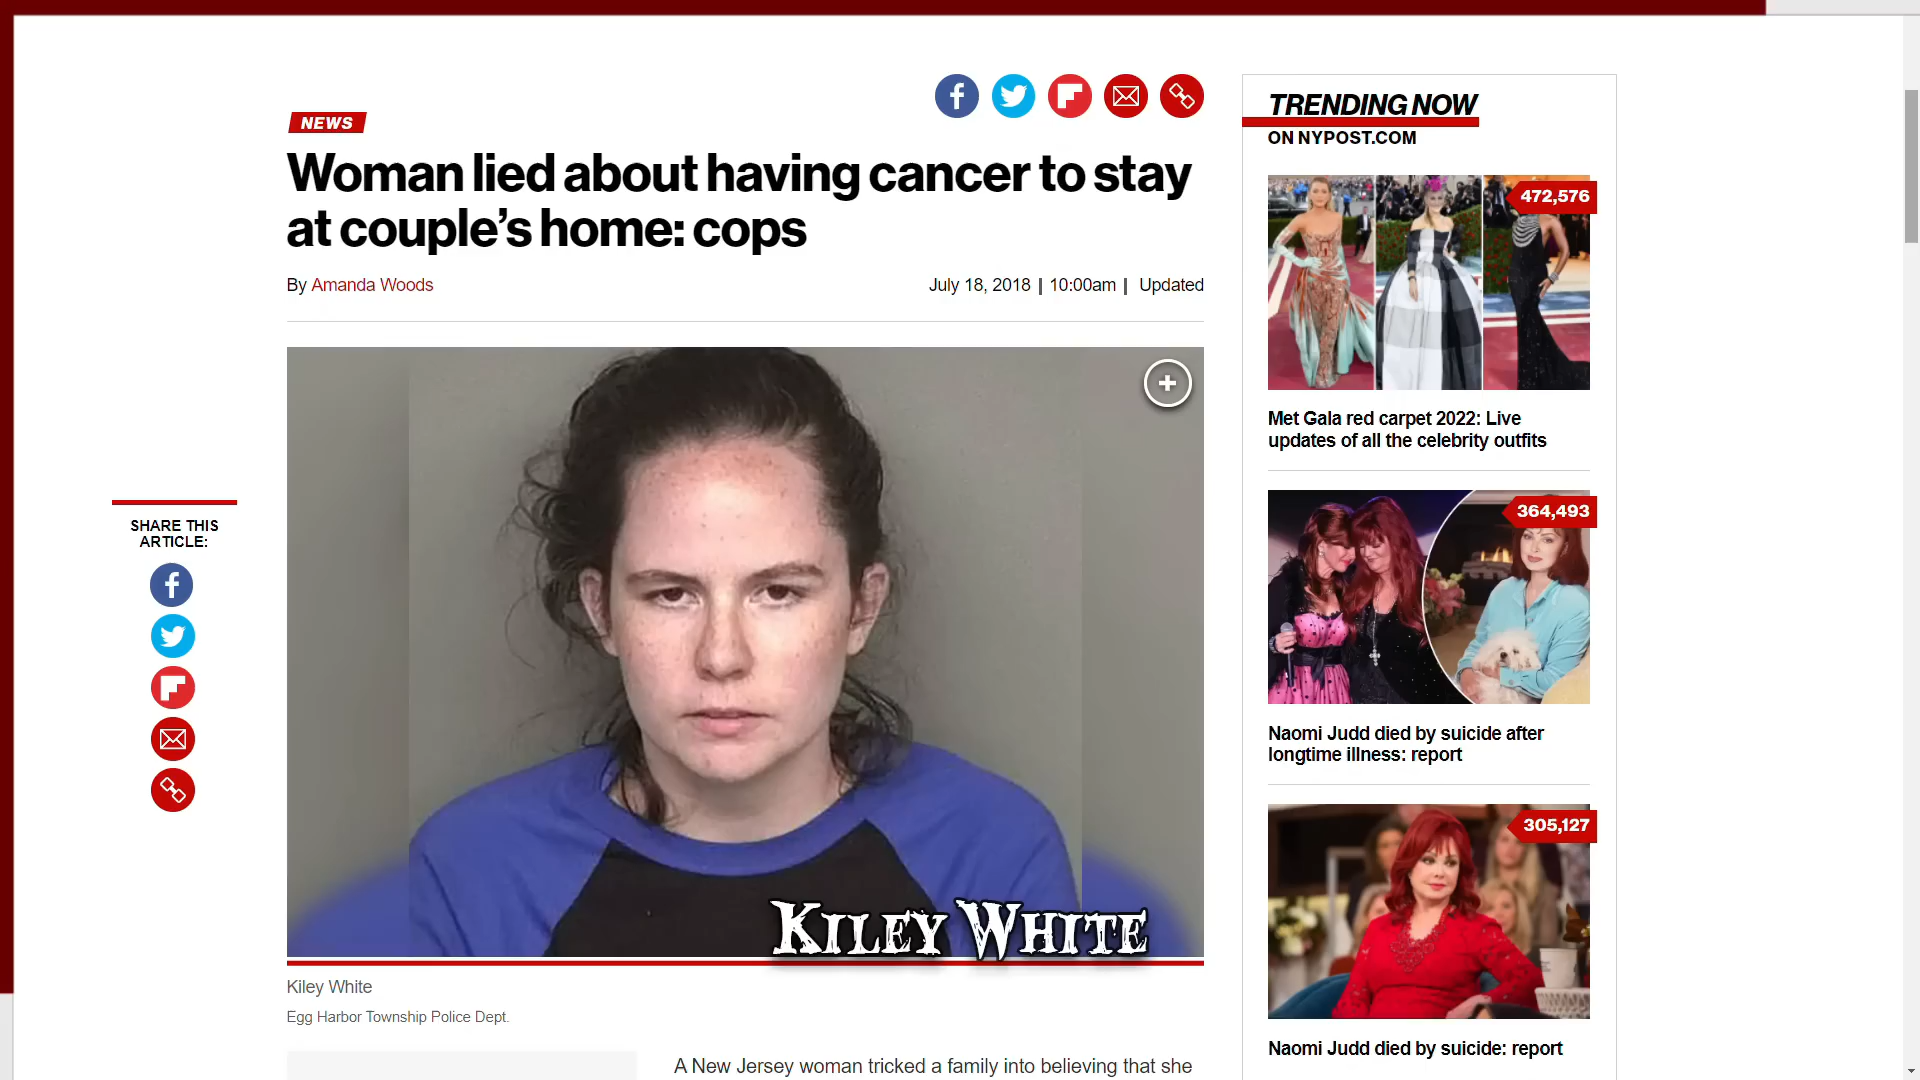 NEWS
Woman lied about having cancer to stay
at couple’s home: cops
By Amanda Woods
July 18, 2018 | 10:00am | Updated
SHARE THIS
ARTICLE:
KILEY WHITE
Kiley White
Egg Harbor Township Police Dept.
A New Jersey woman tricked a family into believing that she
TRENDING NOW
ON NYPOST.COM
472,576
Met Gala red carpet 2022: Live
updates of all the celebrity outfits
364,493
Naomi Judd died by suicide after
longtime illness: report
305,127
Naomi Judd died by suicide: report